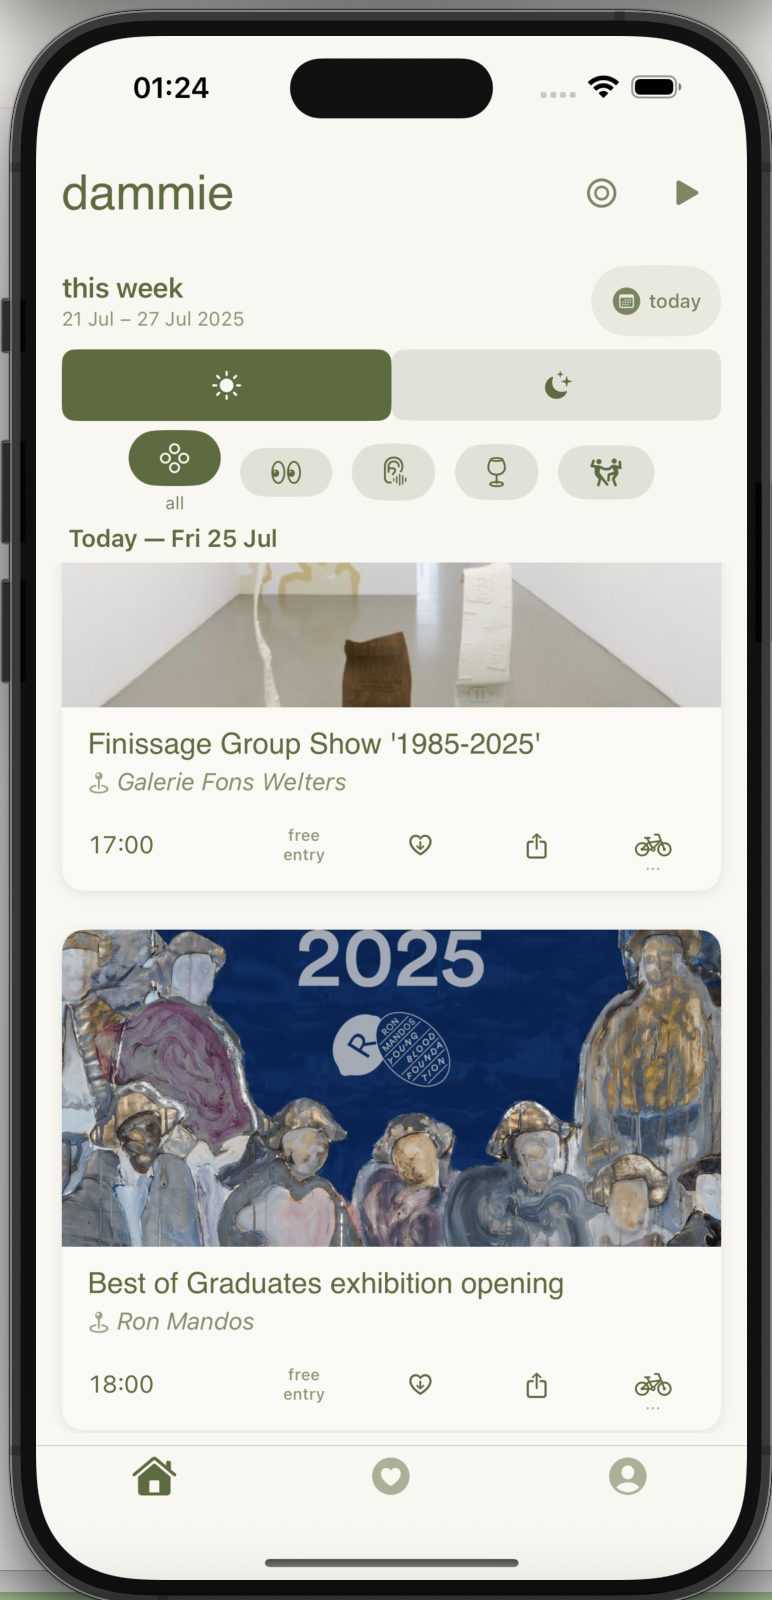 01:24
dammie
this week
21 Jul – 27 Jul 2025
today
all
Today — Fri 25 Jul
Finissage Group Show '1985-2025'
Galerie Fons Welters
17:00
free
entry
...
2025
R
RON
MANDOS
YOUNG
BLOOD
FOUNDA
TION
Best of Graduates exhibition opening
Ron Mandos
18:00
free
entry
...